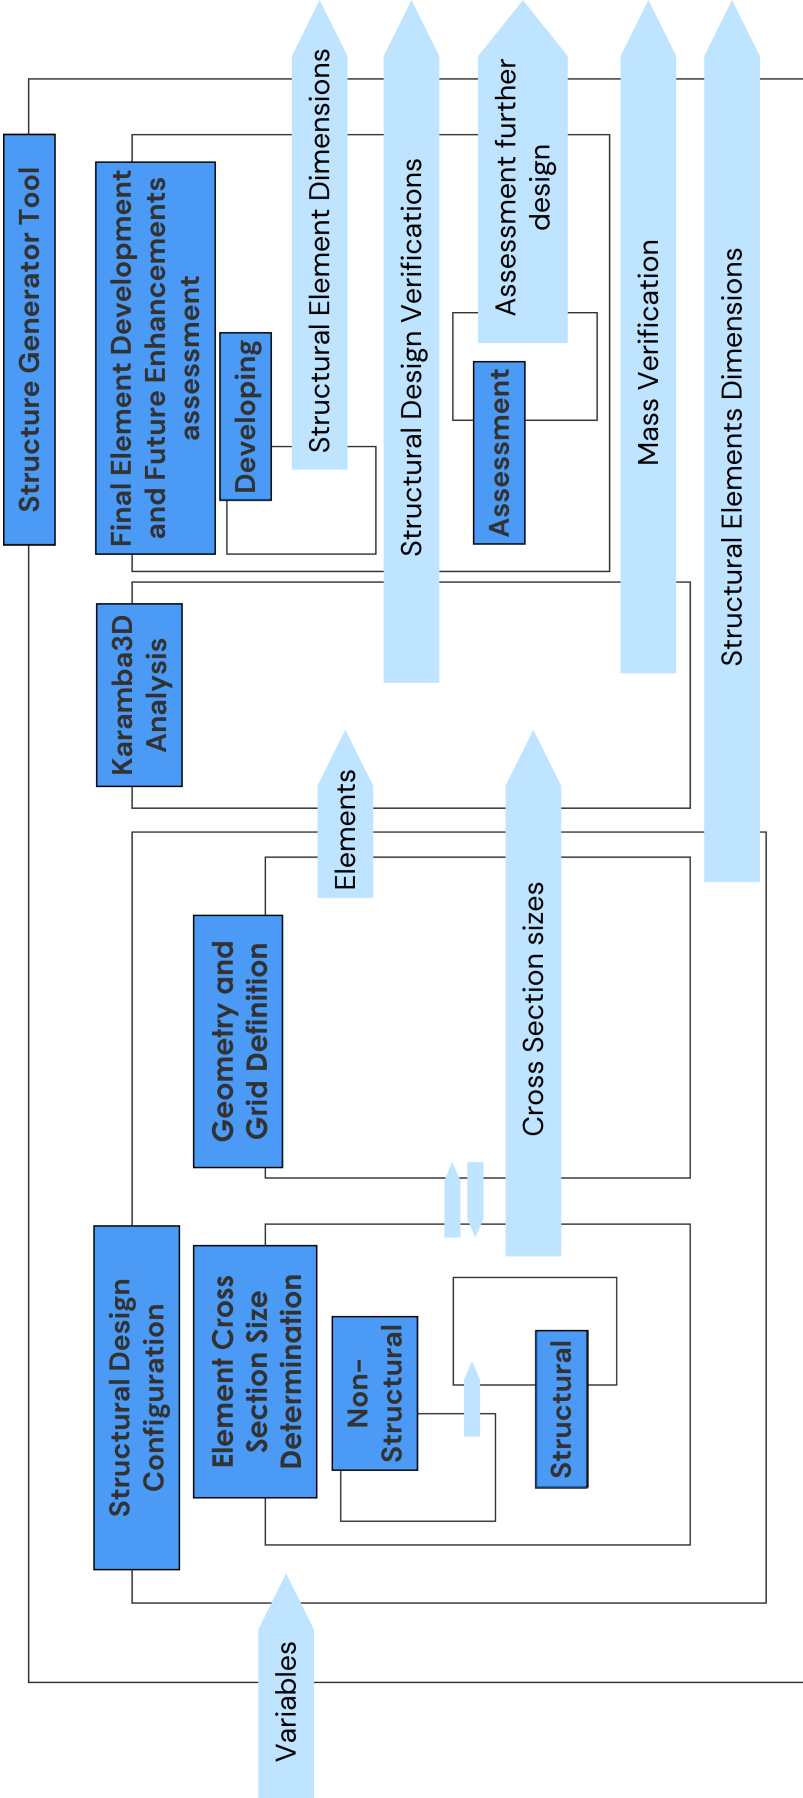 Structure Generator Tool
Structural Design
Configuration
Element Cross
Section Size
Determination
Non-
Structural
Structural
Geometry and
Grid Definition
Karamba3D
Analysis
Final Element Development
and Future Enhancements
assessment
Developing
Assessment
Variables
Elements
Cross Section sizes
Structural Element Dimensions
Structural Design Verifications
Assessment further
design
Mass Verification
Structural Elements Dimensions